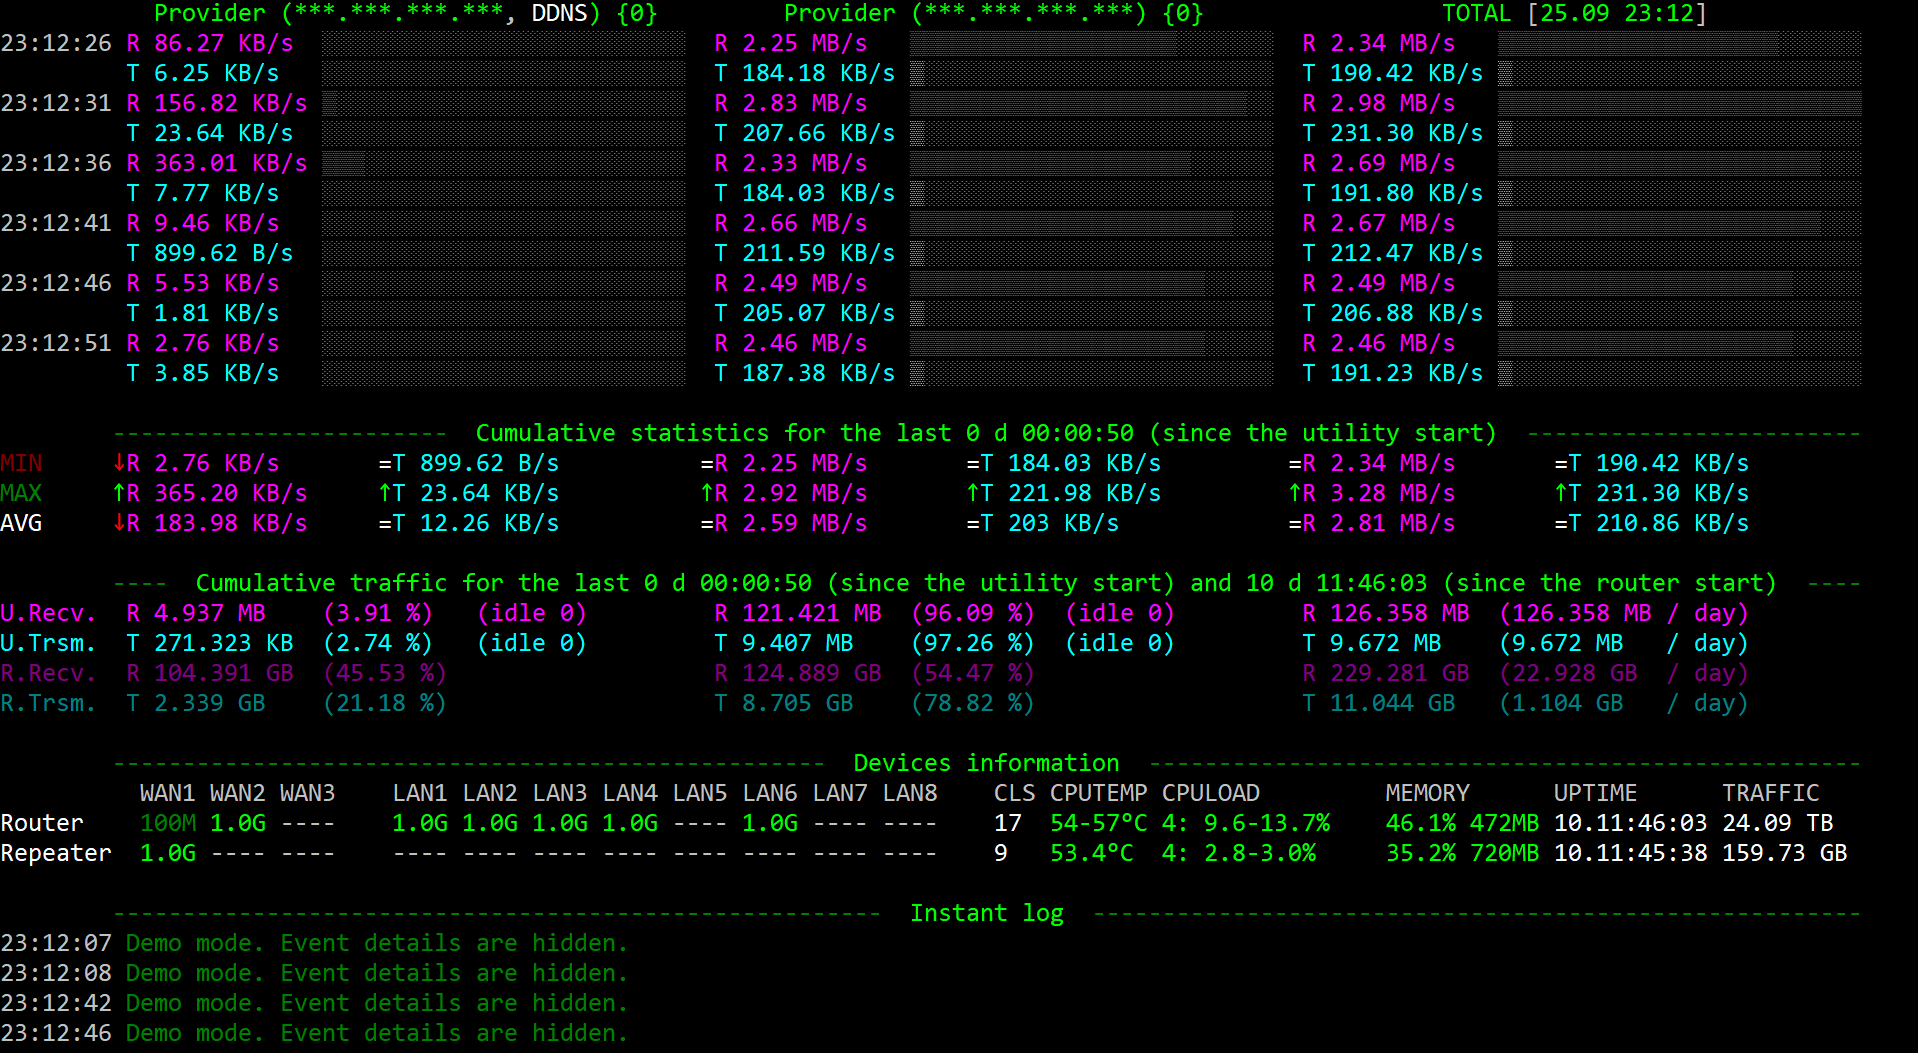 Provider (***.***.***.***, DDNS) {0} Provider (***.***.***.***) {0} TOTAL [25.09 23:12]
23:12:26 R 86.27 KB/s R 2.25 MB/s R 2.34 MB/s
T 6.25 KB/s T 184.18 KB/s T 190.42 KB/s
23:12:31 R 156.82 KB/s R 2.83 MB/s R 2.98 MB/s
T 23.64 KB/s T 207.66 KB/s T 231.30 KB/s
23:12:36 R 363.01 KB/s R 2.33 MB/s R 2.69 MB/s
T 7.77 KB/s T 184.03 KB/s T 191.80 KB/s
23:12:41 R 9.46 KB/s R 2.66 MB/s R 2.67 MB/s
T 899.62 B/s T 211.59 KB/s T 212.47 KB/s
23:12:46 R 5.53 KB/s R 2.49 MB/s R 2.49 MB/s
T 1.81 KB/s T 205.07 KB/s T 206.88 KB/s
23:12:51 R 2.76 KB/s R 2.46 MB/s R 2.46 MB/s
T 3.85 KB/s T 187.38 KB/s T 191.23 KB/s
------------------------ Cumulative statistics for the last 0 d 00:00:50 (since the utility start) ------------------------
MIN ↓R 2.76 KB/s =T 899.62 B/s =R 2.25 MB/s =T 184.03 KB/s =R 2.34 MB/s =T 190.42 KB/s
MAX ↑R 365.20 KB/s ↑T 23.64 KB/s ↑R 2.92 MB/s ↑T 221.98 KB/s ↑R 3.28 MB/s ↑T 231.30 KB/s
AVG ↓R 183.98 KB/s =T 12.26 KB/s =R 2.59 MB/s =T 203 KB/s =R 2.81 MB/s =T 210.86 KB/s
---- Cumulative traffic for the last 0 d 00:00:50 (since the utility start) and 10 d 11:46:03 (since the router start) ----
U.Recv. R 4.937 MB (3.91 %) (idle 0) R 121.421 MB (96.09 %) (idle 0) R 126.358 MB (126.358 MB / day)
U.Trsm. T 271.323 KB (2.74 %) (idle 0) T 9.407 MB (97.26 %) (idle 0) T 9.672 MB (9.672 MB / day)
R.Recv. R 104.391 GB (45.53 %) R 124.889 GB (54.47 %) R 229.281 GB (22.928 GB / day)
R.Trsm. T 2.339 GB (21.18 %) T 8.705 GB (78.82 %) T 11.044 GB (1.104 GB / day)
--------------------------------------------------- Devices information ---------------------------------------------------
WAN1 WAN2 WAN3 LAN1 LAN2 LAN3 LAN4 LAN5 LAN6 LAN7 LAN8 CLS CPUTEMP CPULOAD MEMORY UPTIME TRAFFIC
Router 100M 1.0G ---- 1.0G 1.0G 1.0G 1.0G ---- 1.0G ---- ---- 17 54-57°C 4: 9.6-13.7% 46.1% 472MB 10.11:46:03 24.09 TB
Repeater 1.0G ---- ---- ---- ---- ---- ---- ---- ---- ---- ---- 9 53.4°C 4: 2.8-3.0% 35.2% 720MB 10.11:45:38 159.73 GB
------------------------------------------------------- Instant log -------------------------------------------------------
23:12:07 Demo mode. Event details are hidden.
23:12:08 Demo mode. Event details are hidden.
23:12:42 Demo mode. Event details are hidden.
23:12:46 Demo mode. Event details are hidden.